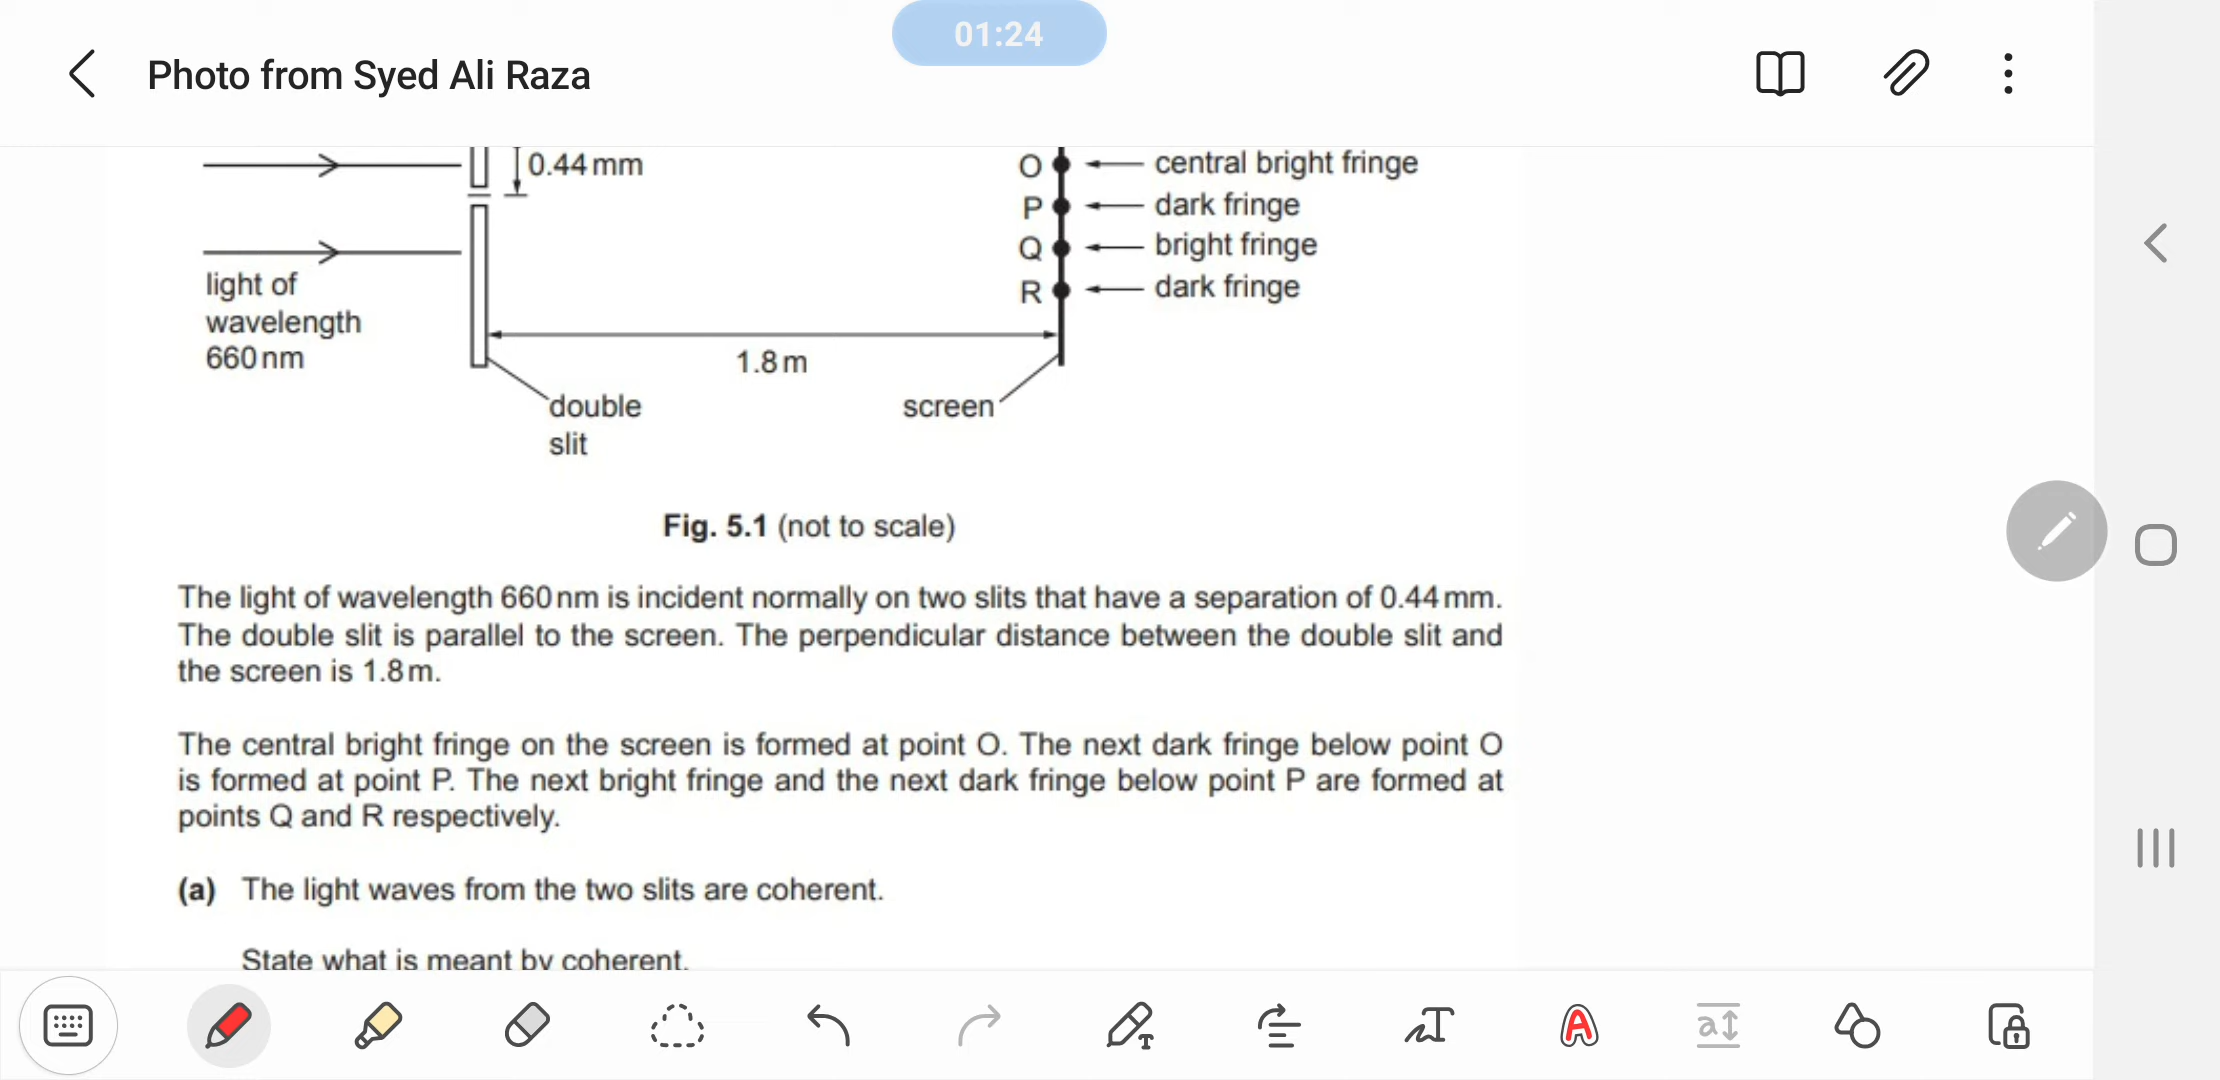 01:24
Photo from Syed Ali Raza
0.44 mm
O
central bright fringe
P
dark fringe
Q
bright fringe
R
dark fringe
light of
wavelength
660 nm
1.8 m
double
slit
screen
Fig. 5.1 (not to scale)
The light of wavelength 660 nm is incident normally on two slits that have a separation of 0.44 mm.
The double slit is parallel to the screen. The perpendicular distance between the double slit and
the screen is 1.8 m.
The central bright fringe on the screen is formed at point O. The next dark fringe below point O
is formed at point P. The next bright fringe and the next dark fringe below point P are formed at
points Q and R respectively.
(a) The light waves from the two slits are coherent.
State what is meant by coherent.
T
T
A
a